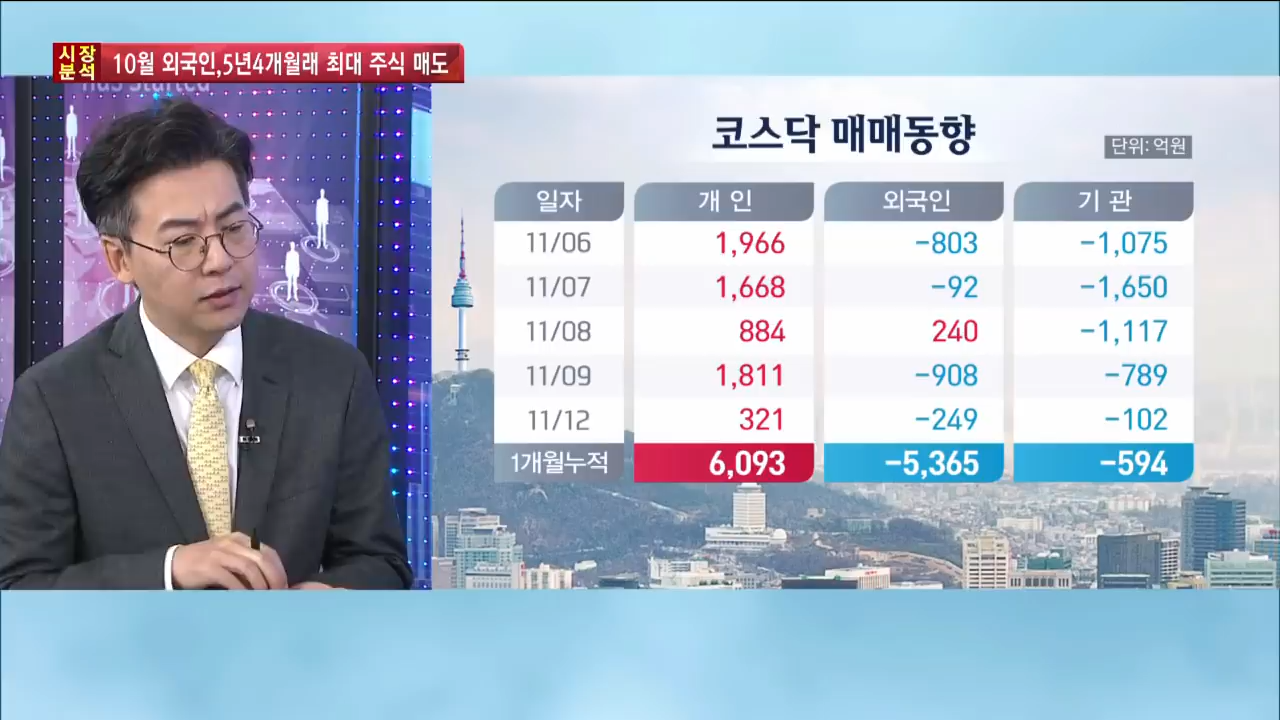 시장
분석
10월 외국인,5년4개월래 최대 주식 매도
has started
코스닥 매매동향
단위: 억원
일자 개 인 외국인 기 관
11/06 1,966 -803 -1,075
11/07 1,668 -92 -1,650
11/08 884 240 -1,117
11/09 1,811 -908 -789
11/12 321 -249 -102
1개월누적 6,093 -5,365 -594